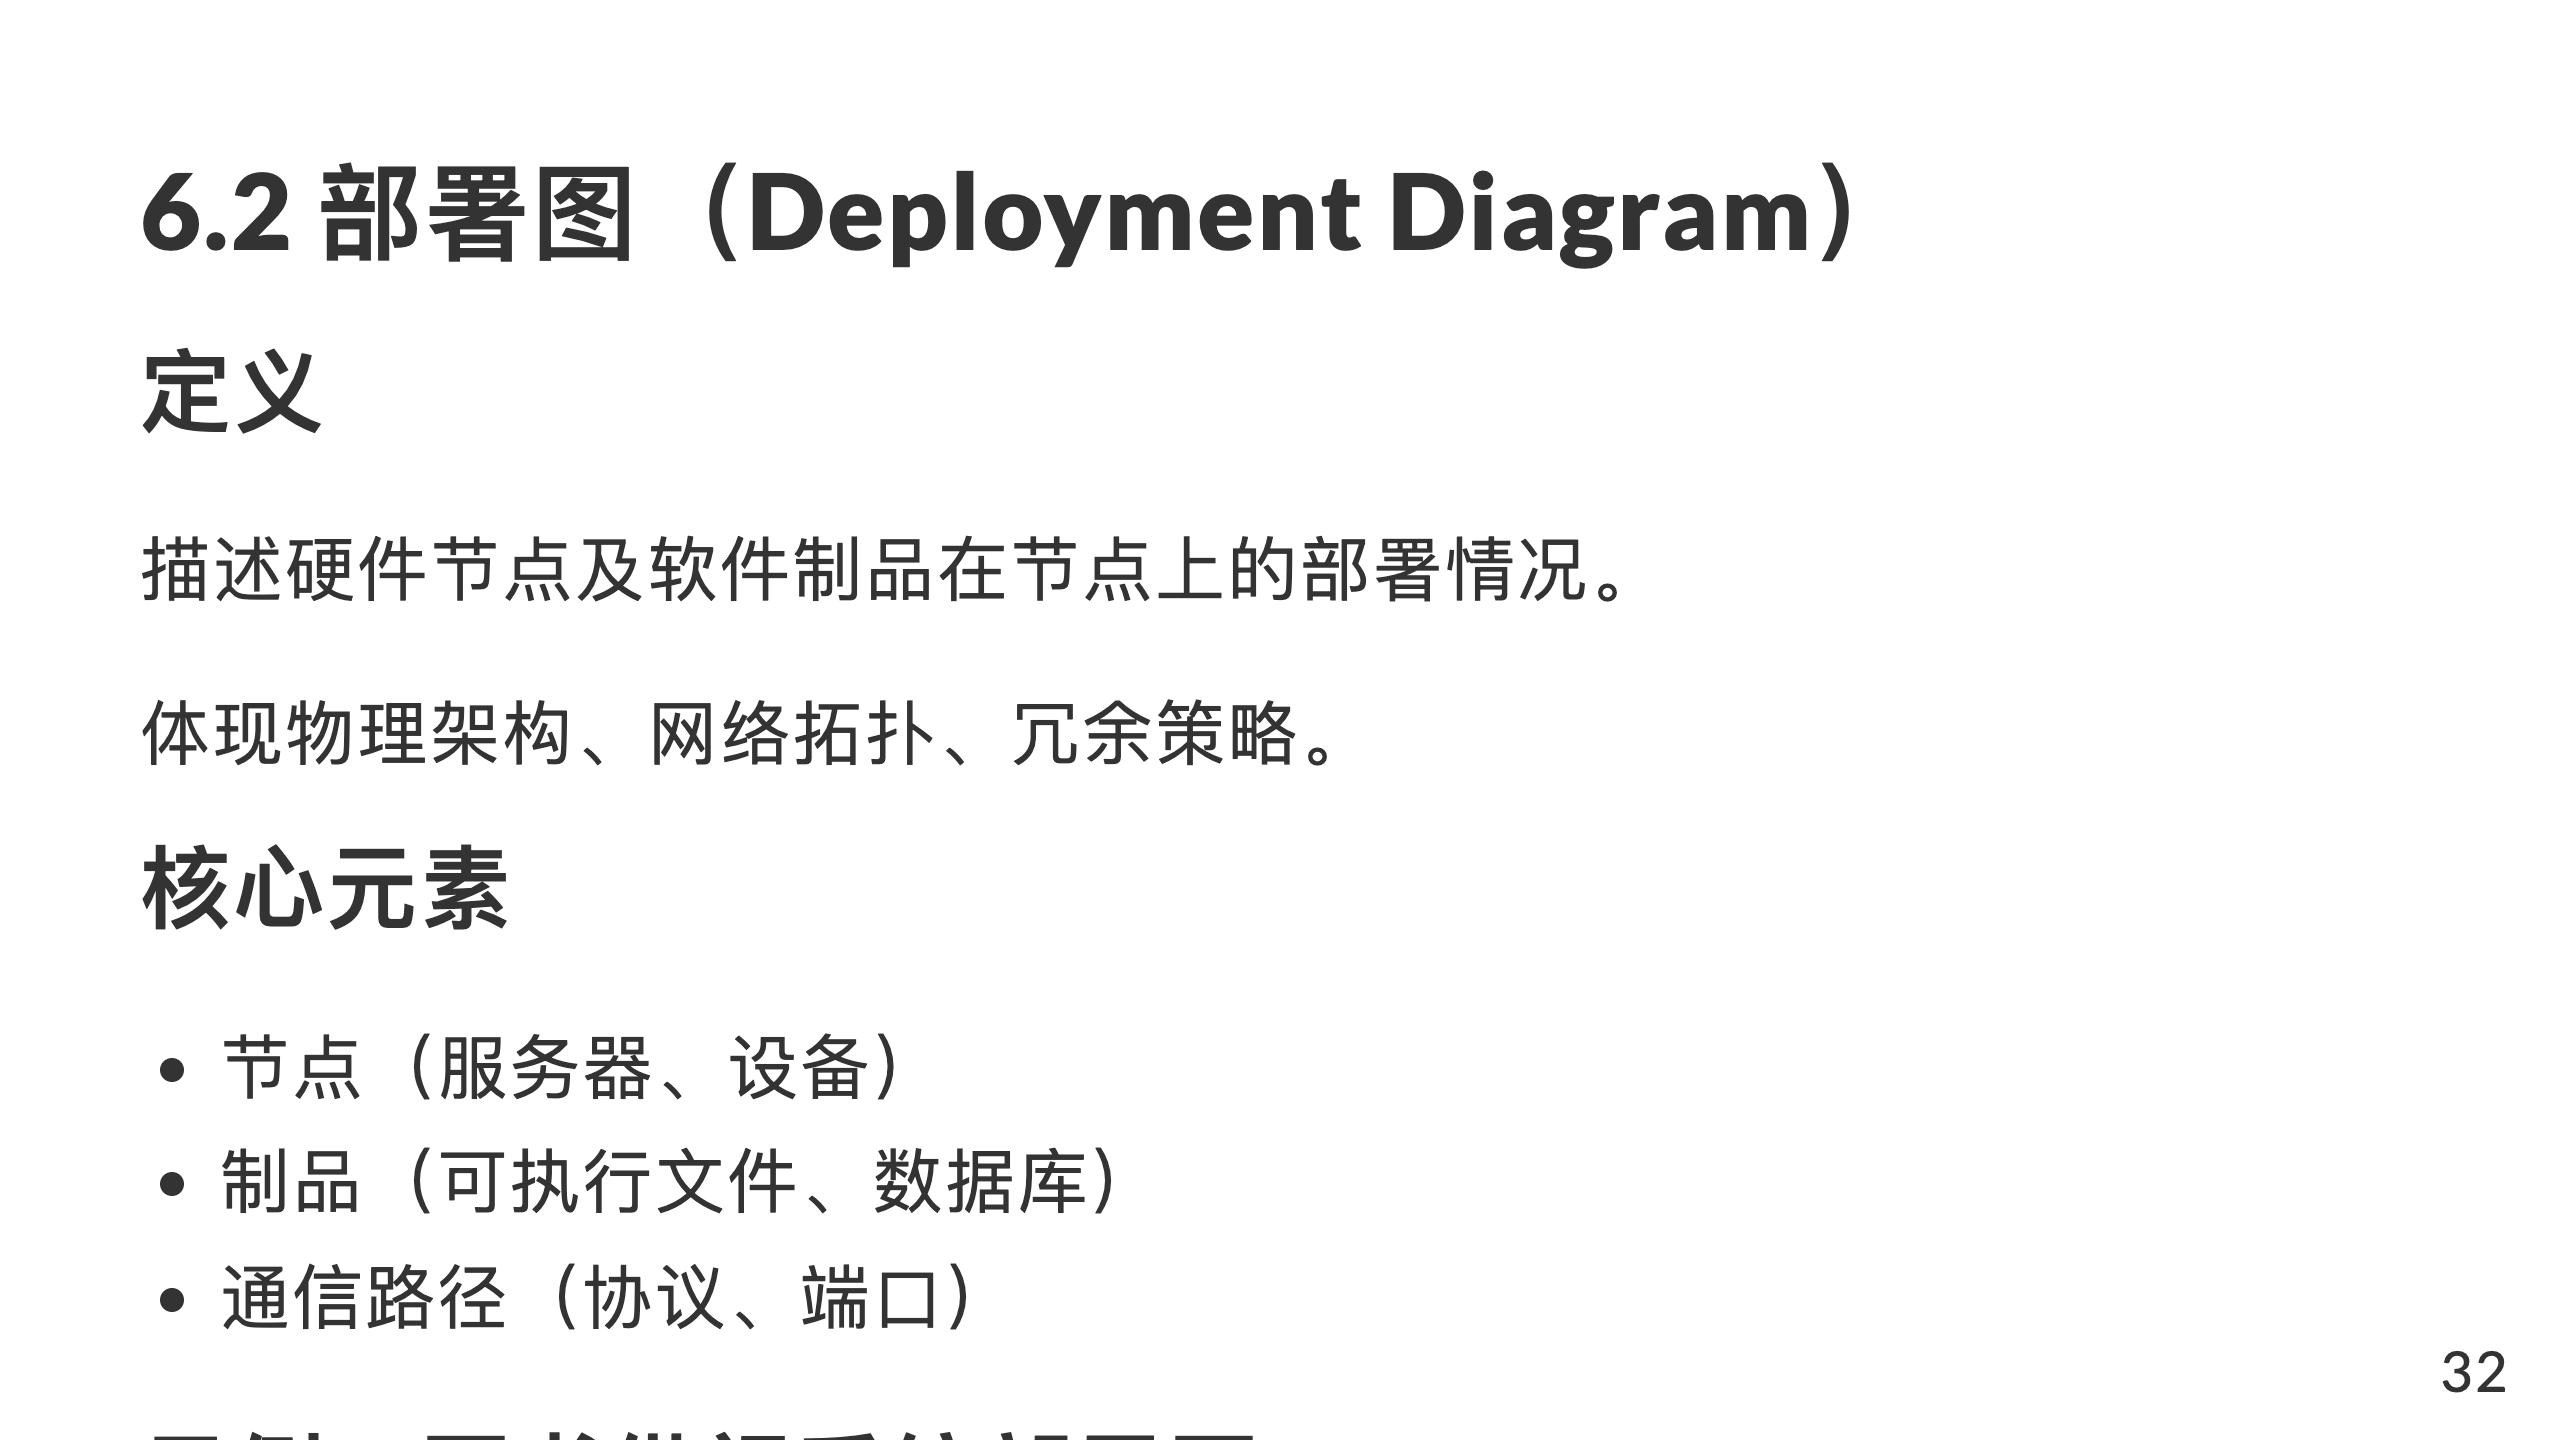 6.2 部署图（Deployment Diagram）
定义
描述硬件节点及软件制品在节点上的部署情况。
体现物理架构、网络拓扑、冗余策略。
核心元素
• 节点（服务器、设备）
• 制品（可执行文件、数据库）
• 通信路径（协议、端口）
32